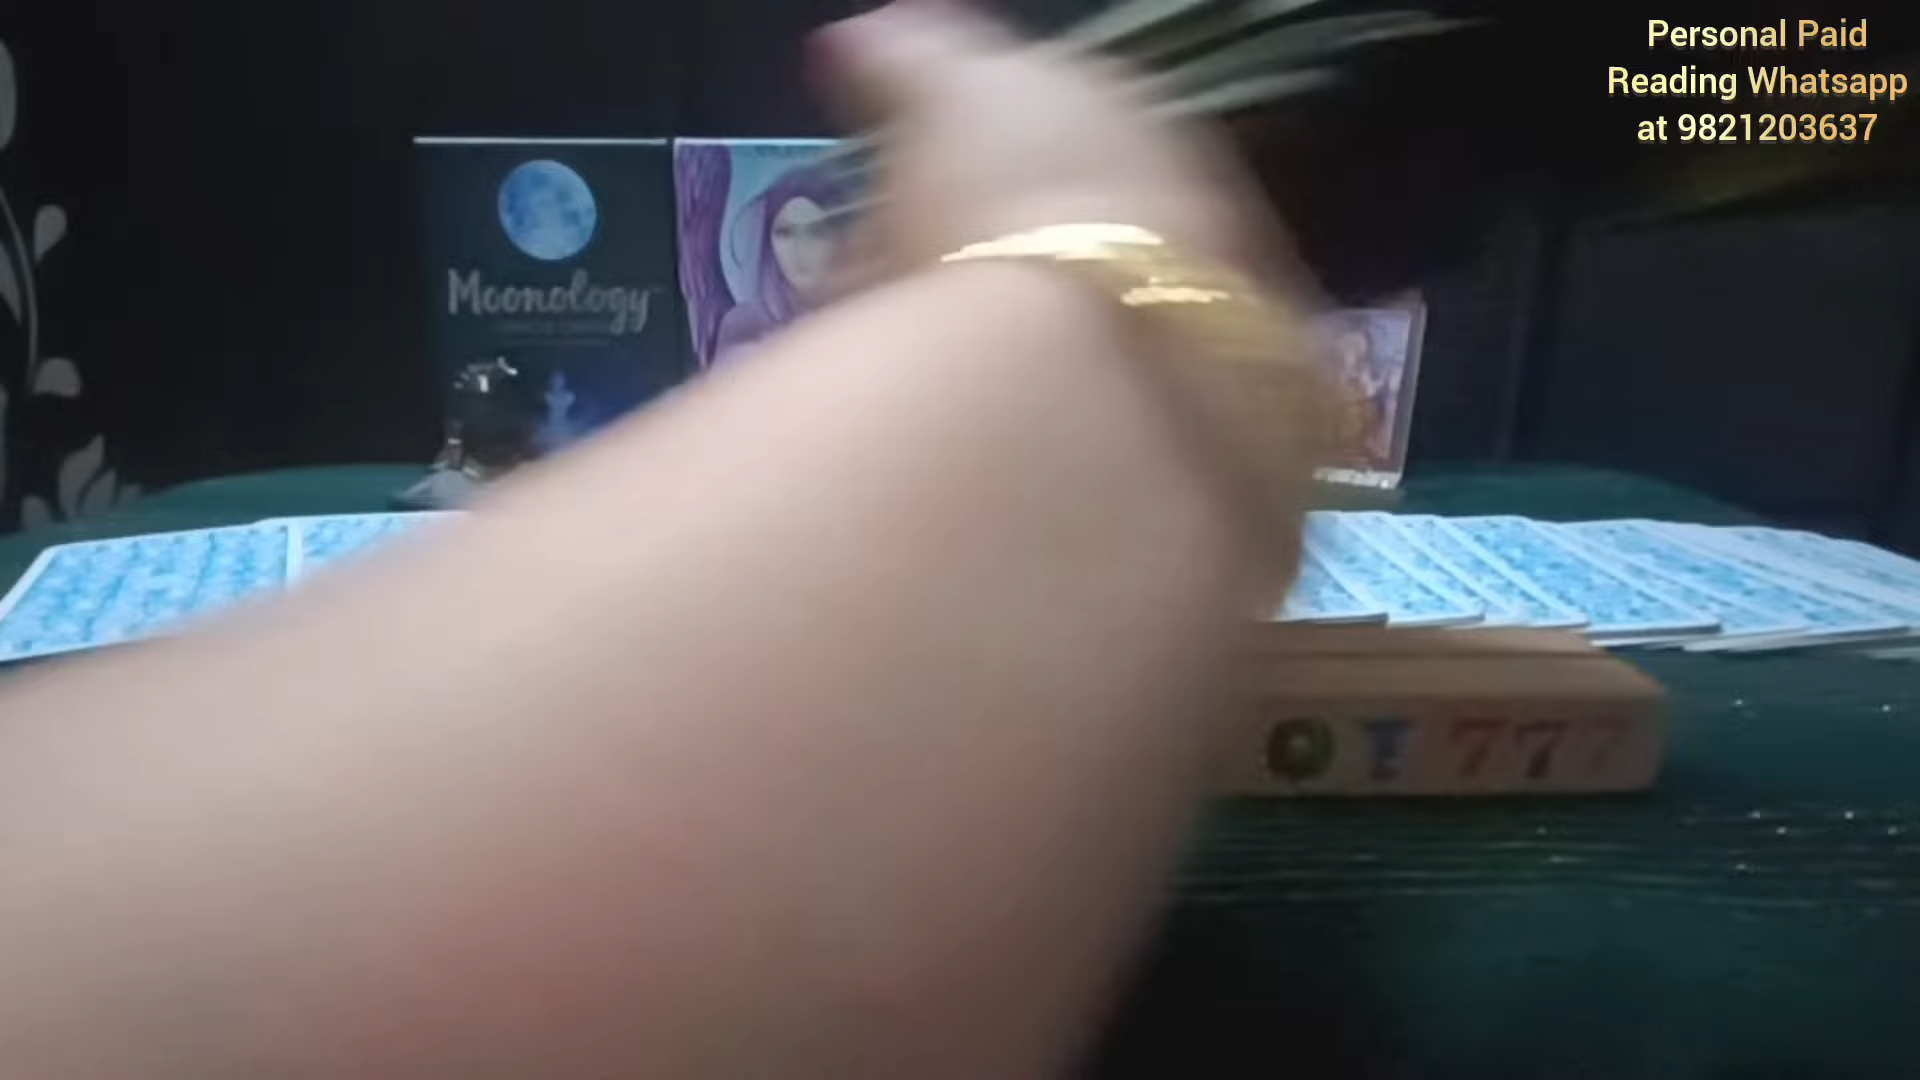 Personal Paid
Reading Whatsapp
at 9821203637
Moonology
777